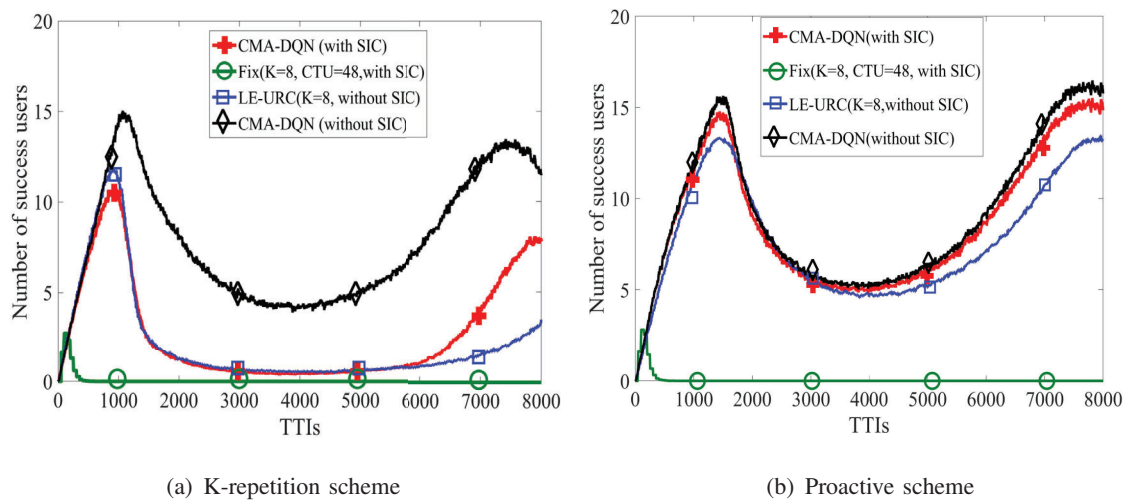 20
15
10
5
0
Number of success users
CMA-DQN (with SIC)
Fix(K=8, CTU=48,with SIC)
LE-URC(K=8, without SIC)
CMA-DQN (without SIC)
0 1000 2000 3000 4000 5000 6000 7000 8000
TTIs
(a) K-repetition scheme
20
15
10
5
0
Number of success users
CMA-DQN(with SIC)
Fix(K=8, CTU=48, with SIC)
LE-URC(K=8,without SIC)
CMA-DQN(without SIC)
0 1000 2000 3000 4000 5000 6000 7000 8000
TTIs
(b) Proactive scheme